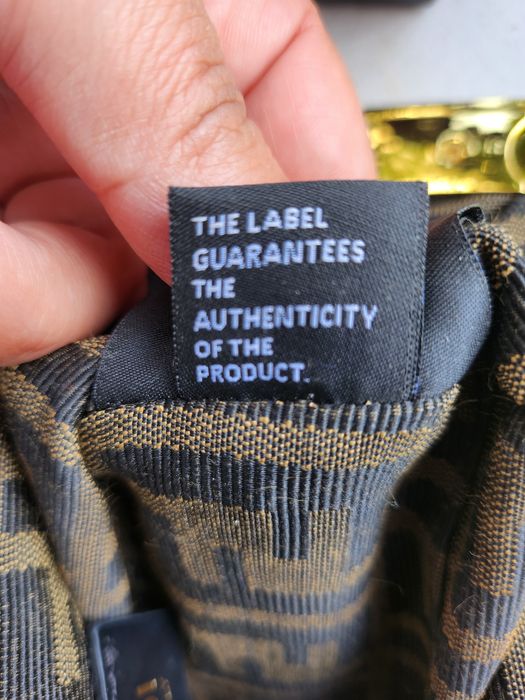 THE LABEL
GUARANTEES
THE
AUTHENTICITY
OF THE
PRODUCT.